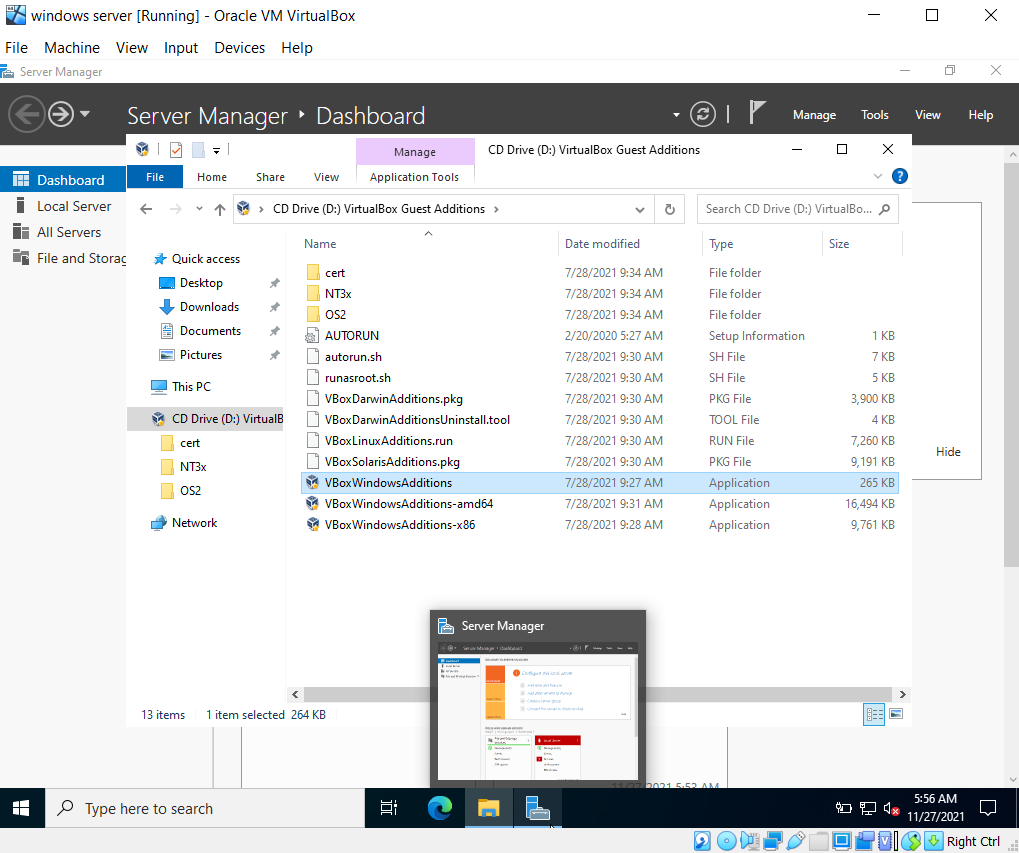 windows server [Running] - Oracle VM VirtualBox
File Machine View Input Devices Help
Server Manager
Server Manager Dashboard
Manage Tools View Help
Manage
CD Drive (D:) VirtualBox Guest Additions
File Home Share View Application Tools
CD Drive (D:) VirtualBox Guest Additions
Search CD Drive (D:) VirtualBo...
Dashboard
Local Server
All Servers
File and Storag
Quick access
Desktop
Downloads
Documents
Pictures
This PC
CD Drive (D:) VirtualB
cert
NT3x
OS2
Network
Name Date modified Type Size
cert 7/28/2021 9:34 AM File folder
NT3x 7/28/2021 9:34 AM File folder
OS2 7/28/2021 9:34 AM File folder
AUTORUN 2/20/2020 5:27 AM Setup Information 1 KB
autorun.sh 7/28/2021 9:30 AM SH File 7 KB
runasroot.sh 7/28/2021 9:30 AM SH File 5 KB
VBoxDarwinAdditions.pkg 7/28/2021 9:30 AM PKG File 3,900 KB
VBoxDarwinAdditionsUninstall.tool 7/28/2021 9:30 AM TOOL File 4 KB
VBoxLinuxAdditions.run 7/28/2021 9:30 AM RUN File 7,260 KB
VBoxSolarisAdditions.pkg 7/28/2021 9:30 AM PKG File 9,191 KB
VBoxWindowsAdditions 7/28/2021 9:27 AM Application 265 KB
VBoxWindowsAdditions-amd64 7/28/2021 9:31 AM Application 16,494 KB
VBoxWindowsAdditions-x86 7/28/2021 9:28 AM Application 9,761 KB
Hide
13 items 1 item selected 264 KB
Server Manager
Server Manager Dashboard
Configure this local server
11/27/2021 5:53 AM
Type here to search
5:56 AM
11/27/2021
Right Ctrl